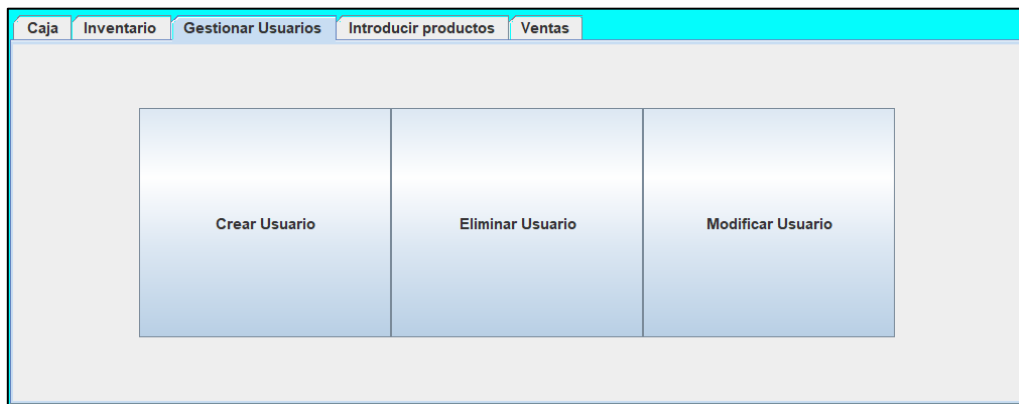 Caja Inventario Gestionar Usuarios Introducir productos Ventas
Crear Usuario Eliminar Usuario Modificar Usuario